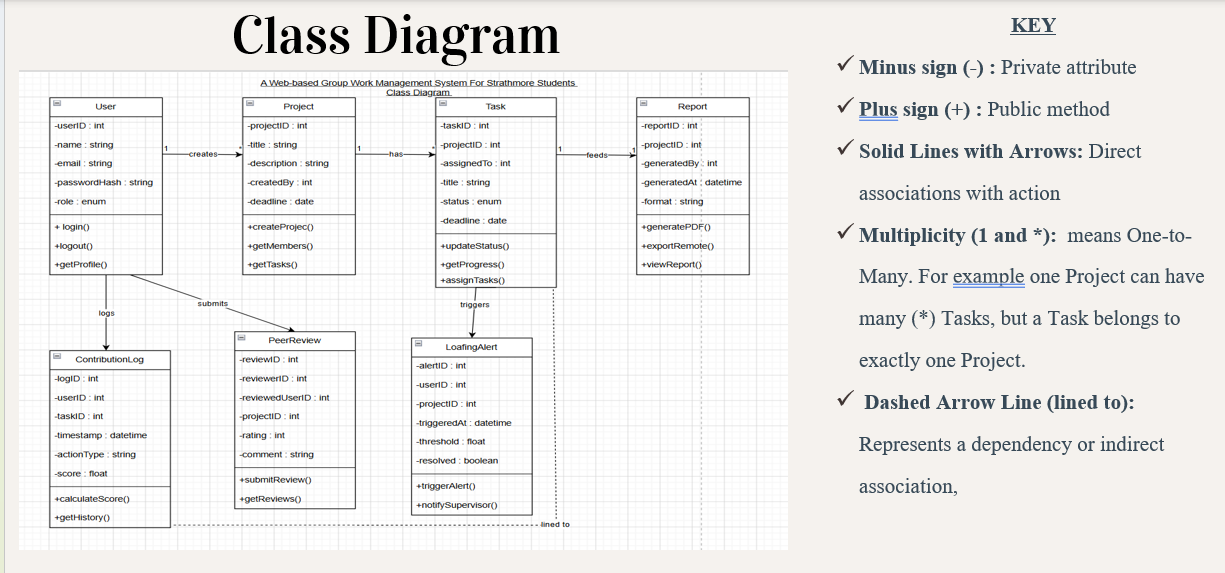 Class Diagram
A Web-based Group Work Management System For Strathmore Students
Class Diagram
User
-userID : int
-name : string
-email : string
-passwordHash : string
-role : enum
+ login()
+logout()
+getProfile()
1
creates
*
Project
-projectID : int
-title : string
-description : string
-createdBy : int
-deadline : date
+createProjec()
+getMembers()
+getTasks()
1
has
*
Task
-taskID : int
-projectID : int
-assignedTo : int
-title : string
-status : enum
-deadline : date
+updateStatus()
+getProgress()
+assignTasks()
1
feeds
1
Report
-reportID : int
-projectID : int
-generatedBy : int
-generatedAt : datetime
-format : string
+generatePDF()
+exportRemote()
+viewReport()
logs
submits
triggers
ContributionLog
-logID : int
-userID : int
-taskID : int
-timestamp : datetime
-actionType : string
-score : float
+calculateScore()
+getHistory()
PeerReview
-reviewID : int
-reviewerID : int
-reviewedUserID : int
-projectID : int
-rating : int
-comment : string
+submitReview()
+getReviews()
LoafingAlert
-alertID : int
-userID : int
-projectID : int
-triggeredAt : datetime
-threshold : float
-resolved : boolean
+triggerAlert()
+notifySupervisor()
lined to
KEY
✓ Minus sign (-) : Private attribute
✓ Plus sign (+) : Public method
✓ Solid Lines with Arrows: Direct
associations with action
✓ Multiplicity (1 and *): means One-to-
Many. For example one Project can have
many (*) Tasks, but a Task belongs to
exactly one Project.
✓ Dashed Arrow Line (lined to):
Represents a dependency or indirect
association,